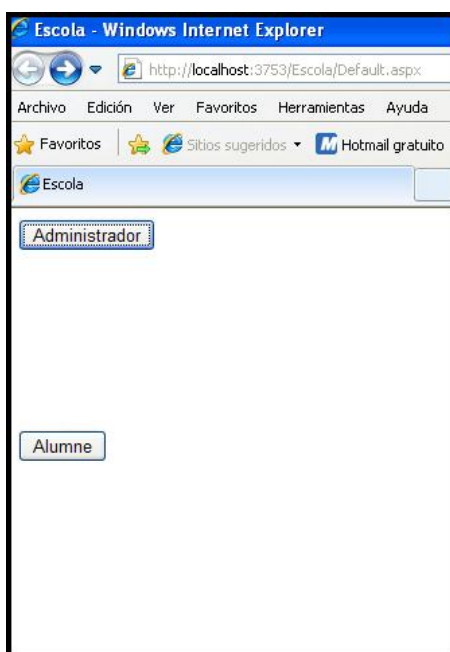 Escola - Windows Internet Explorer
http://localhost:3753/Escola/Default.aspx
Archivo Edición Ver Favoritos Herramientas Ayuda
Favoritos Sitios sugeridos Hotmail gratuito
Escola
Administrador
Alumne